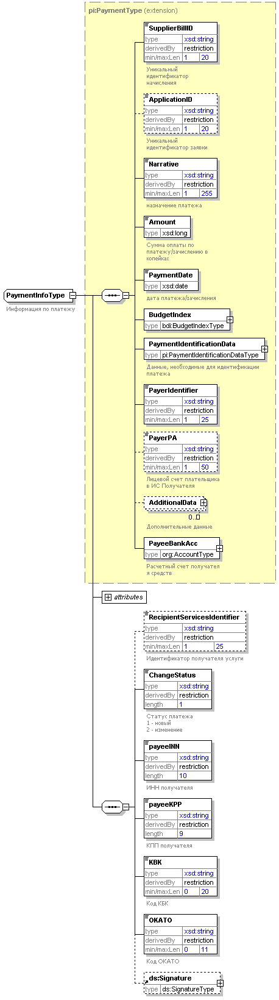 pi:PaymentType (extension)
SupplierBillID
type xsd:string
derivedBy restriction
min/maxLen 1 20
Уникальный
идентификатор
начисления
ApplicationID
type xsd:string
derivedBy restriction
min/maxLen 1 20
Уникальный
идентификатор заявки
Narrative
type xsd:string
derivedBy restriction
min/maxLen 1 255
назначение платежа
Amount
type xsd:long
Сумма оплаты по
платежу/зачислению в
копейках
PaymentDate
type xsd:date
дата платежа/зачисления
PaymentInfoType
Информация по платежу
BudgetIndex
type bdi:BudgetIndexType
PaymentIdentificationData
type pi:PaymentIdentificationDataType
Данные, необходимые для идентификации
платежа
PayerIdentifier
type xsd:string
derivedBy restriction
min/maxLen 1 25
PayerPA
type xsd:string
derivedBy restriction
min/maxLen 1 50
Лицевой счет плательщика
в ИС Получателя
AdditionalData
Дополнительные данные
PayeeBankAcc
type org:AccountType
Расчетный счет получател
я средств
attributes
RecipientServicesIdentifier
type xsd:string
derivedBy restriction
min/maxLen 1 25
Идентификатор получателя услуги
ChangeStatus
type xsd:string
derivedBy restriction
length 1
Статус платежа
1 - новый
2 - изменение
payeeINN
type xsd:string
derivedBy restriction
length 10
ИНН получателя
payeeKPP
type xsd:string
derivedBy restriction
length 9
КПП получателя
KBK
type xsd:string
derivedBy restriction
min/maxLen 0 20
Код КБК
OKATO
type xsd:string
derivedBy restriction
min/maxLen 0 11
Код ОКАТО
ds:Signature
type ds:SignatureType